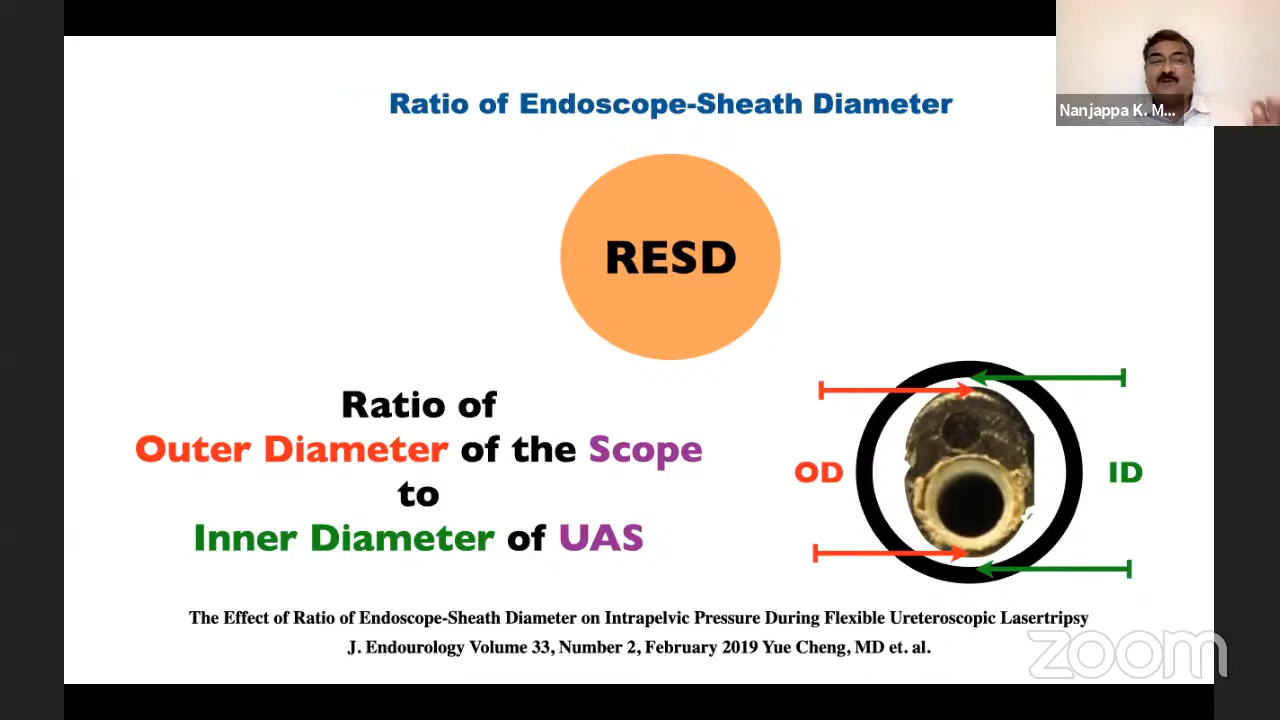 Ratio of Endoscope-Sheath Diameter
Nanjappa K. M...
RESD
Ratio of
Outer Diameter of the Scope
to
Inner Diameter of UAS
OD
ID
The Effect of Ratio of Endoscope-Sheath Diameter on Intrapelvic Pressure During Flexible Ureteroscopic Lasertripsy
J. Endourology Volume 33, Number 2, February 2019 Yue Cheng, MD et. al.
zoom